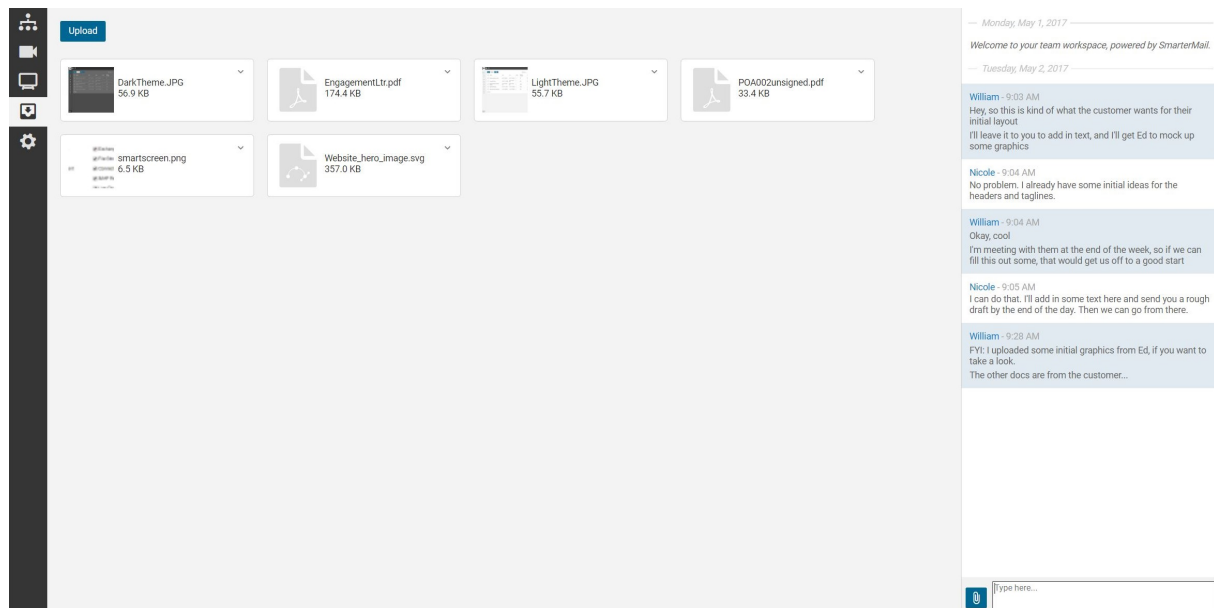 Upload
DarkTheme.JPG
56.9 KB
EngagementLtr.pdf
174.4 KB
LightTheme.JPG
55.7 KB
POA002unsigned.pdf
33.4 KB
smartscreen.png
6.5 KB
Website_hero_image.svg
357.0 KB
Monday, May 1, 2017
Welcome to your team workspace, powered by SmarterMail.
Tuesday, May 2, 2017
William - 9:03 AM
Hey, so this is kind of what the customer wants for their
initial layout
I'll leave it to you to add in text, and I'll get Ed to mock up
some graphics
Nicole - 9:04 AM
No problem. I already have some initial ideas for the
headers and taglines.
William - 9:04 AM
Okay, cool
I'm meeting with them at the end of the week, so if we can
fill this out some, that would get us off to a good start
Nicole - 9:05 AM
I can do that. I'll add in some text here and send you a rough
draft by the end of the day. Then we can go from there.
William - 9:28 AM
FYI: I uploaded some initial graphics from Ed, if you want to
take a look.
The other docs are from the customer...
Type here...